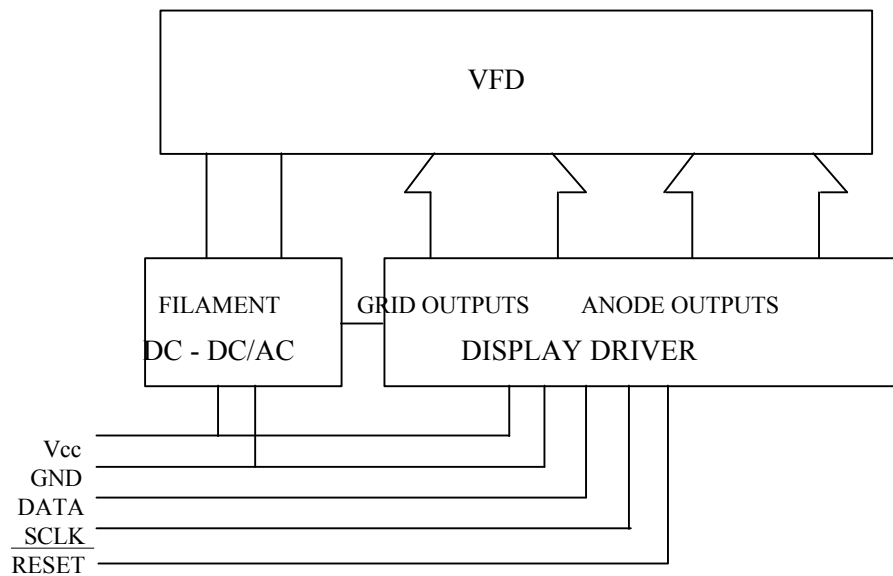 VFD
FILAMENT GRID OUTPUTS ANODE OUTPUTS
DC - DC/AC DISPLAY DRIVER
Vcc
GND
DATA
SCLK
RESET